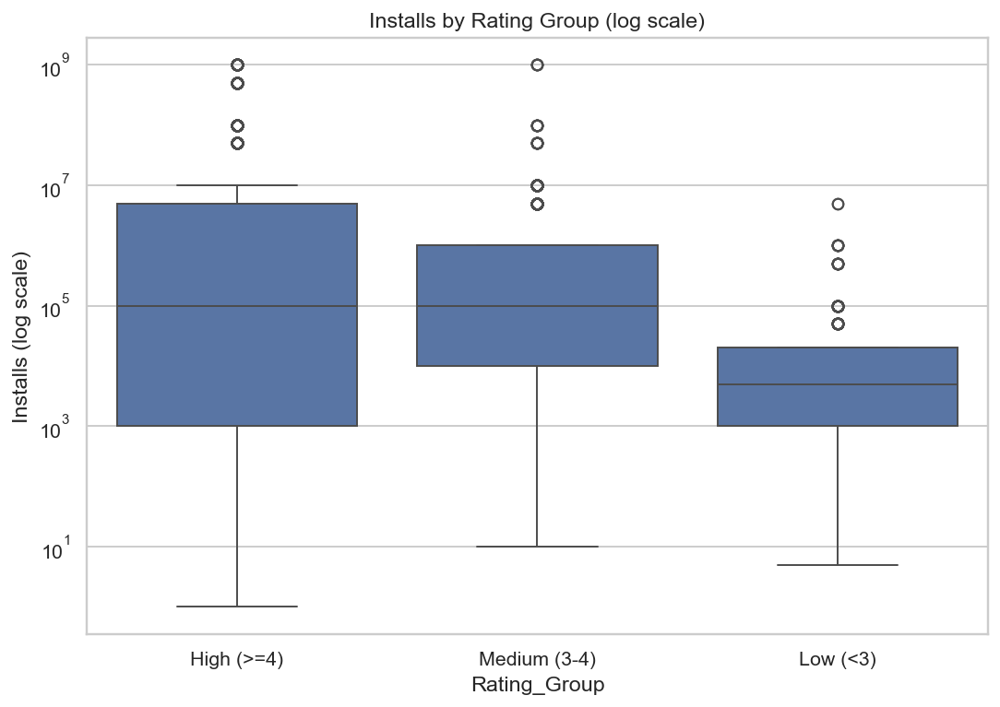 Installs by Rating Group (log scale)
Installs (log scale)
10^9
10^7
10^5
10^3
10^1
High (>=4) Medium (3-4) Low (<3)
Rating_Group